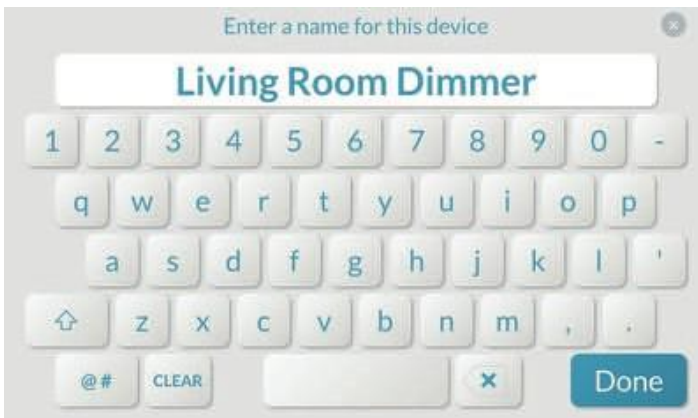 Enter a name for this device
Living Room Dimmer
1 2 3 4 5 6 7 8 9 0 -
q w e r t y u i o p
a s d f g h j k l '
z x c v b n m , .
@# CLEAR Done